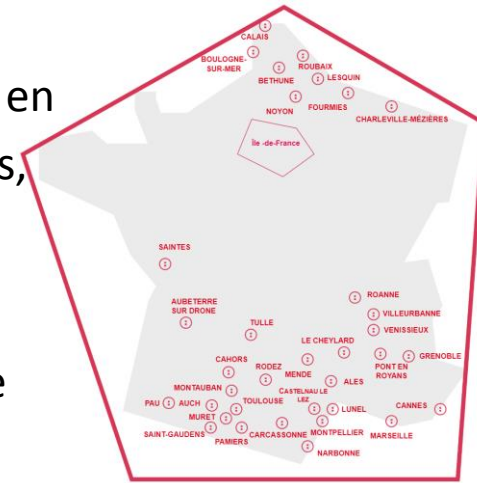 en
s,
e
CALAIS
BOULOGNE-
SUR-MER
ROUBAIX
BETHUNE
LESQUIN
NOYON
FOURMIES
CHARLEVILLE-MÉZIÈRES
Île -de-France
SAINTES
ROANNE
AUBETERRE
SUR DRONE
VILLEURBANNE
TULLE
VENISSIEUX
LE CHEYLARD
CAHORS
RODEZ
MENDE
PONT EN
ROYANS
GRENOBLE
MONTAUBAN
CASTELNAU LE
LEZ
ALES
PAU
AUCH
TOULOUSE
LUNEL
CANNES
MURET
SAINT-GAUDENS
PAMIERS
CARCASSONNE
MONTPELLIER
MARSEILLE
NARBONNE